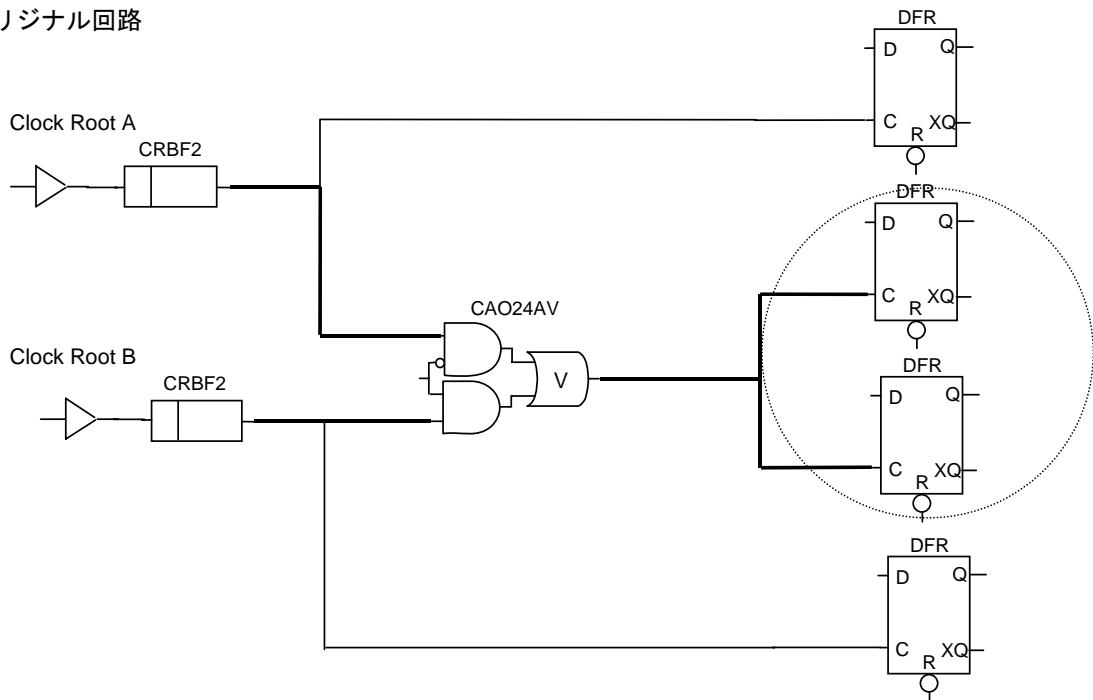 リジナル回路
DFR
D
Q
C
XQ
R
Clock Root A
CRBF2
DFR
D
Q
C
XQ
R
CAO24AV
V
Clock Root B
CRBF2
DFR
D
Q
C
XQ
R
DFR
D
Q
C
XQ
R